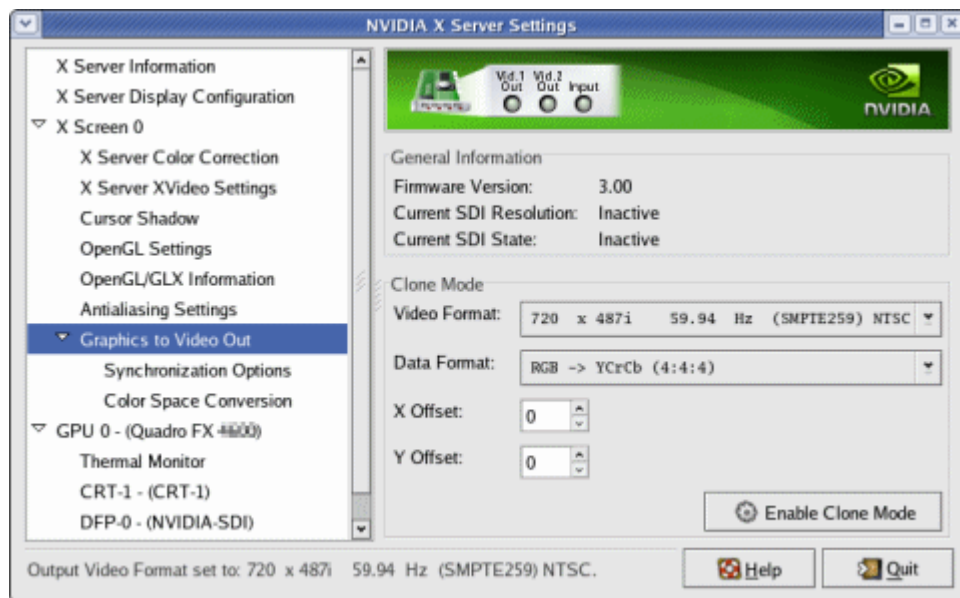 NVIDIA X Server Settings
X Server Information
X Server Display Configuration
X Screen 0
X Server Color Correction
X Server XVideo Settings
Cursor Shadow
OpenGL Settings
OpenGL/GLX Information
Antialiasing Settings
Graphics to Video Out
Synchronization Options
Color Space Conversion
GPU 0 - (Quadro FX
Thermal Monitor
CRT-1 - (CRT-1)
DFP-0 - (NVIDIA-SDI)
Vid.1 Out Vid.2 Out Input
NVIDIA
General Information
Firmware Version: 3.00
Current SDI Resolution: Inactive
Current SDI State: Inactive
Clone Mode
Video Format: 720 x 487i 59.94 Hz (SMPTE259) NTSC
Data Format: RGB -> YCrCb (4:4:4)
X Offset: 0
Y Offset: 0
Enable Clone Mode
Output Video Format set to: 720 x 487i 59.94 Hz (SMPTE259) NTSC.
Help
Quit